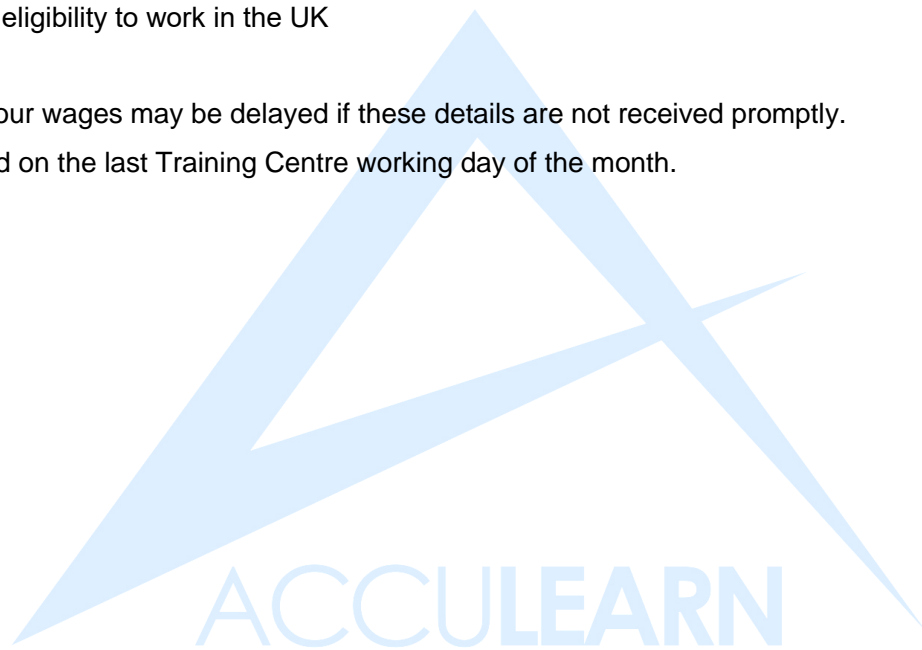 eligibility to work in the UK
our wages may be delayed if these details are not received promptly.
d on the last Training Centre working day of the month.
ACCULEARN